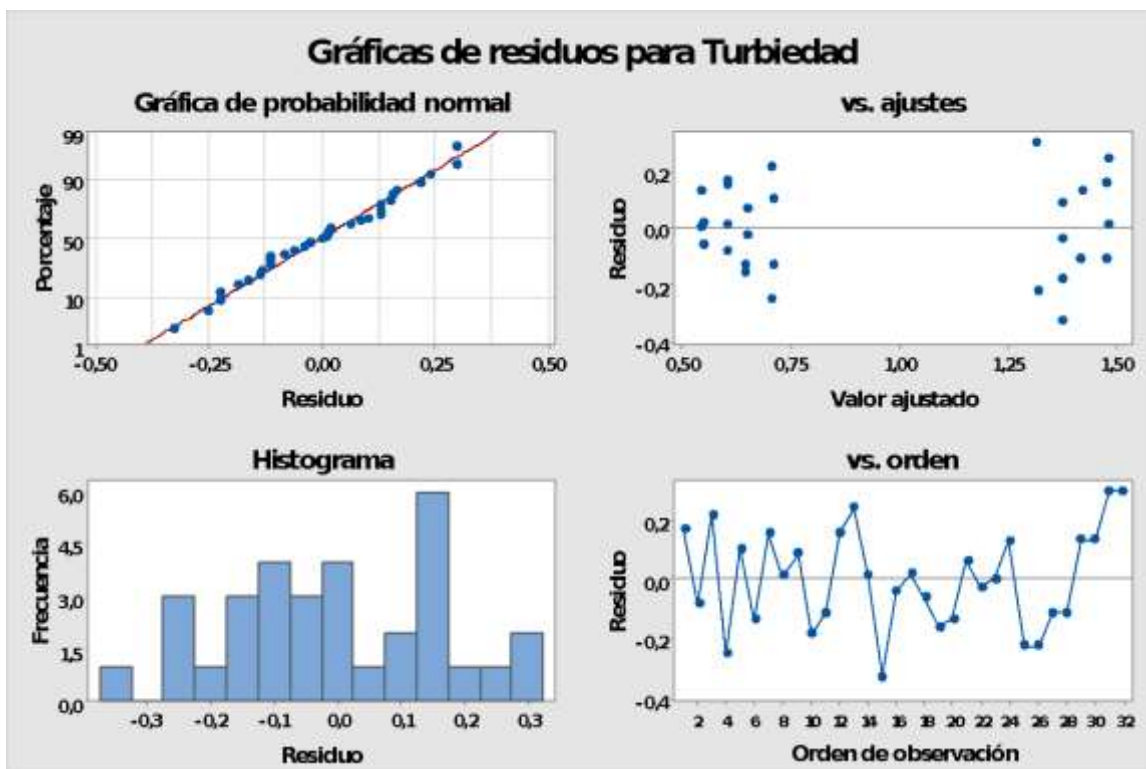 Gráficas de residuos para Turbiedad
Gráfica de probabilidad normal
99
90
50
10
1
Porcentaje
-0,50 -0,25 0,00 0,25 0,50
Residuo
vs. ajustes
0,2
0,0
-0,2
-0,4
Residuo
0,50 0,75 1,00 1,25 1,50
Valor ajustado
Histograma
6,0
4,5
3,0
1,5
0,0
Frecuencia
-0,3 -0,2 -0,1 0,0 0,1 0,2 0,3
Residuo
vs. orden
0,2
0,0
-0,2
-0,4
Residuo
2 4 6 8 10 12 14 16 18 20 22 24 26 28 30 32
Orden de observación